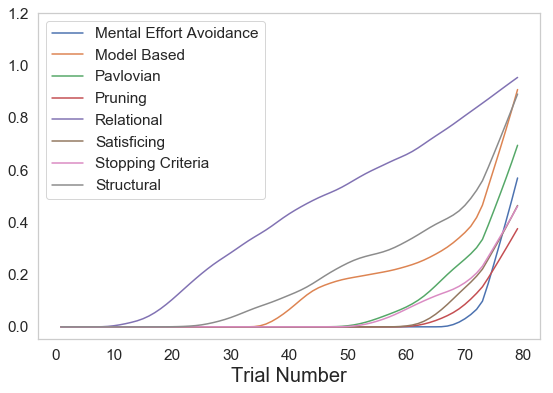 1.2
1.0
0.8
0.6
0.4
0.2
0.0
Mental Effort Avoidance
Model Based
Pavlovian
Pruning
Relational
Satisficing
Stopping Criteria
Structural
0 10 20 30 40 50 60 70 80
Trial Number